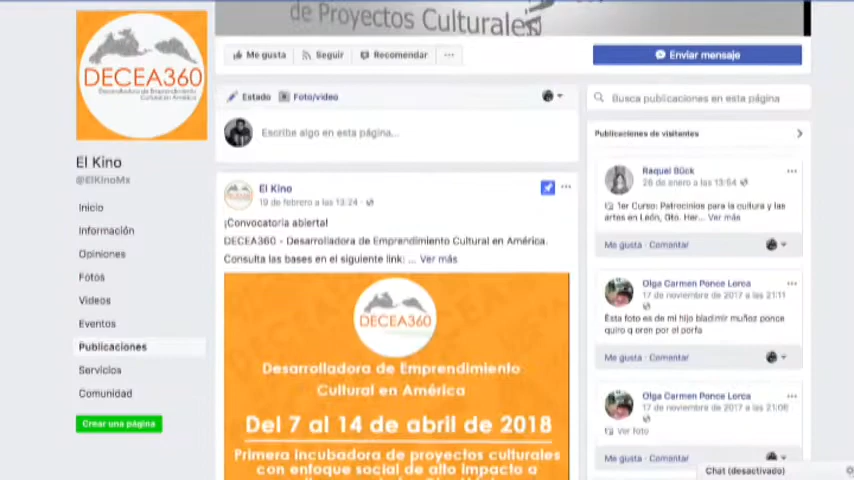 de Proyectos Culturales
DECEA360
Desarrolladora de Emprendimiento
Cultural en América
Me gusta
Seguir
Recomendar
Enviar mensaje
Estado
Foto/video
Busca publicaciones en esta página
Escribe algo en esta página...
Publicaciones de visitantes
El Kino
@ElKinoMx
Inicio
Información
Opiniones
Fotos
Videos
Eventos
Publicaciones
Servicios
Comunidad
Crear una página
El Kino
19 de febrero a las 13:24
¡Convocatoria abierta!
DECEA360 - Desarrolladora de Emprendimiento Cultural en América.
Consulta las bases en el siguiente link: ... Ver más
DECEA360
Desarrolladora de Emprendimiento
Cultural en América
Del 7 al 14 de abril de 2018
Primera incubadora de proyectos culturales
con enfoque social de alto impacto a
Raquel Bück
26 de enero a las 13:54
1er Curso: Patrocinios para la cultura y las
artes en León, Gto. Her... Ver más
Me gusta · Comentar
Olga Carmen Ponce Lorca
17 de noviembre de 2017 a las 21:11
Esta foto es de mi hijo bladimir muños ponce
quiro q oren por el porfa
Me gusta · Comentar
Olga Carmen Ponce Lorca
17 de noviembre de 2017 a las 21:08
Ver foto
Me gusta · Comentar
Chat (desactivado)